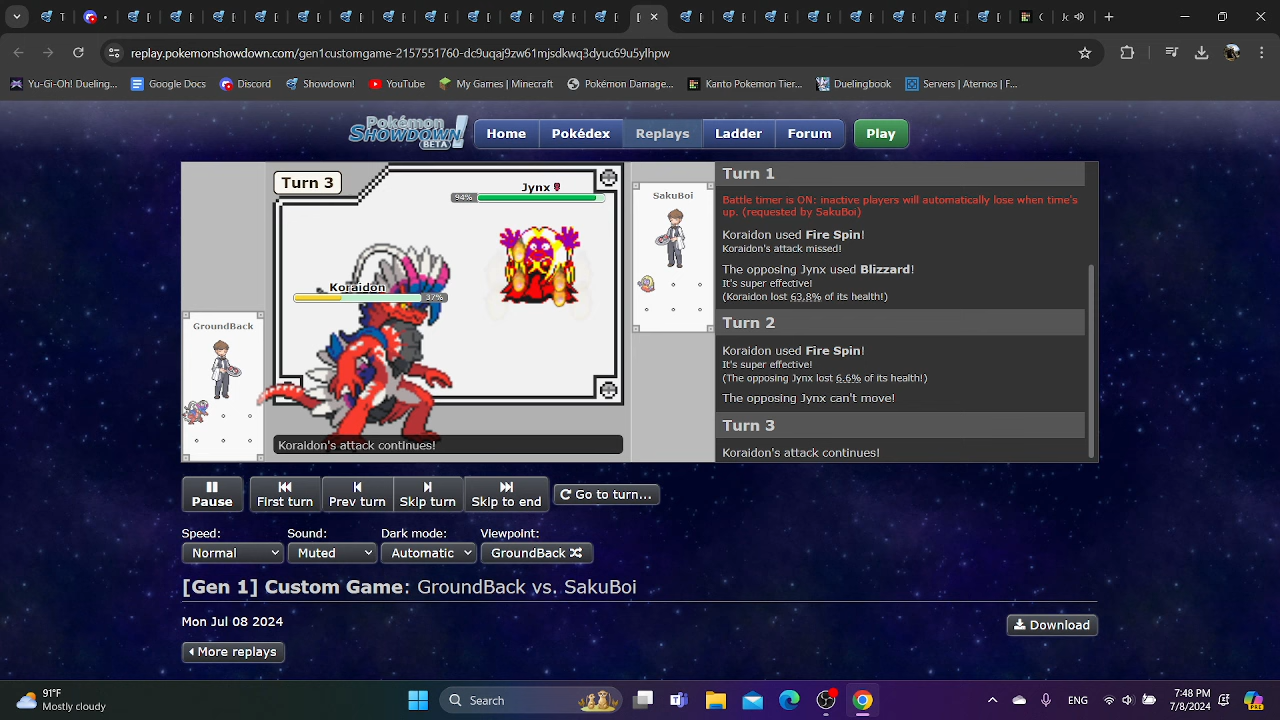 replay.pokemonshowdown.com/gen1customgame-2157551760-dc9uqaj9zw61mjsdkwq3dyuc69u5ylhpw
Yu-Gi-Oh! Dueling...
Google Docs
Discord
Showdown!
YouTube
My Games | Minecraft
Pokémon Damag...
Kanto Pokemon Tier...
Duelingbook
Servers | Aternos | F...
Pokémon SHOWDOWN! BETA
Home
Pokédex
Replays
Ladder
Forum
Play
Turn 3
Jynx
94%
Koraidon
37%
Koraidon's attack continues!
GroundBack
SakuBoi
Turn 1
Battle timer is ON: inactive players will automatically lose when time's
up. (requested by SakuBoi)
Koraidon used Fire Spin!
Koraidon's attack missed!
The opposing Jynx used Blizzard!
It's super effective!
(Koraidon lost 33.8% of its health!)
Turn 2
Koraidon used Fire Spin!
It's super effective!
(The opposing Jynx lost 6.6% of its health!)
The opposing Jynx can't move!
Turn 3
Koraidon's attack continues!
Pause
First turn
Prev turn
Skip turn
Skip to end
Go to turn...
Speed:
Sound:
Dark mode:
Viewpoint:
Normal
Muted
Automatic
GroundBack
[Gen 1] Custom Game: GroundBack vs. SakuBoi
Mon Jul 08 2024
Download
More replays
91°F
Mostly cloudy
Search
ENG
7:48 PM
7/8/2024